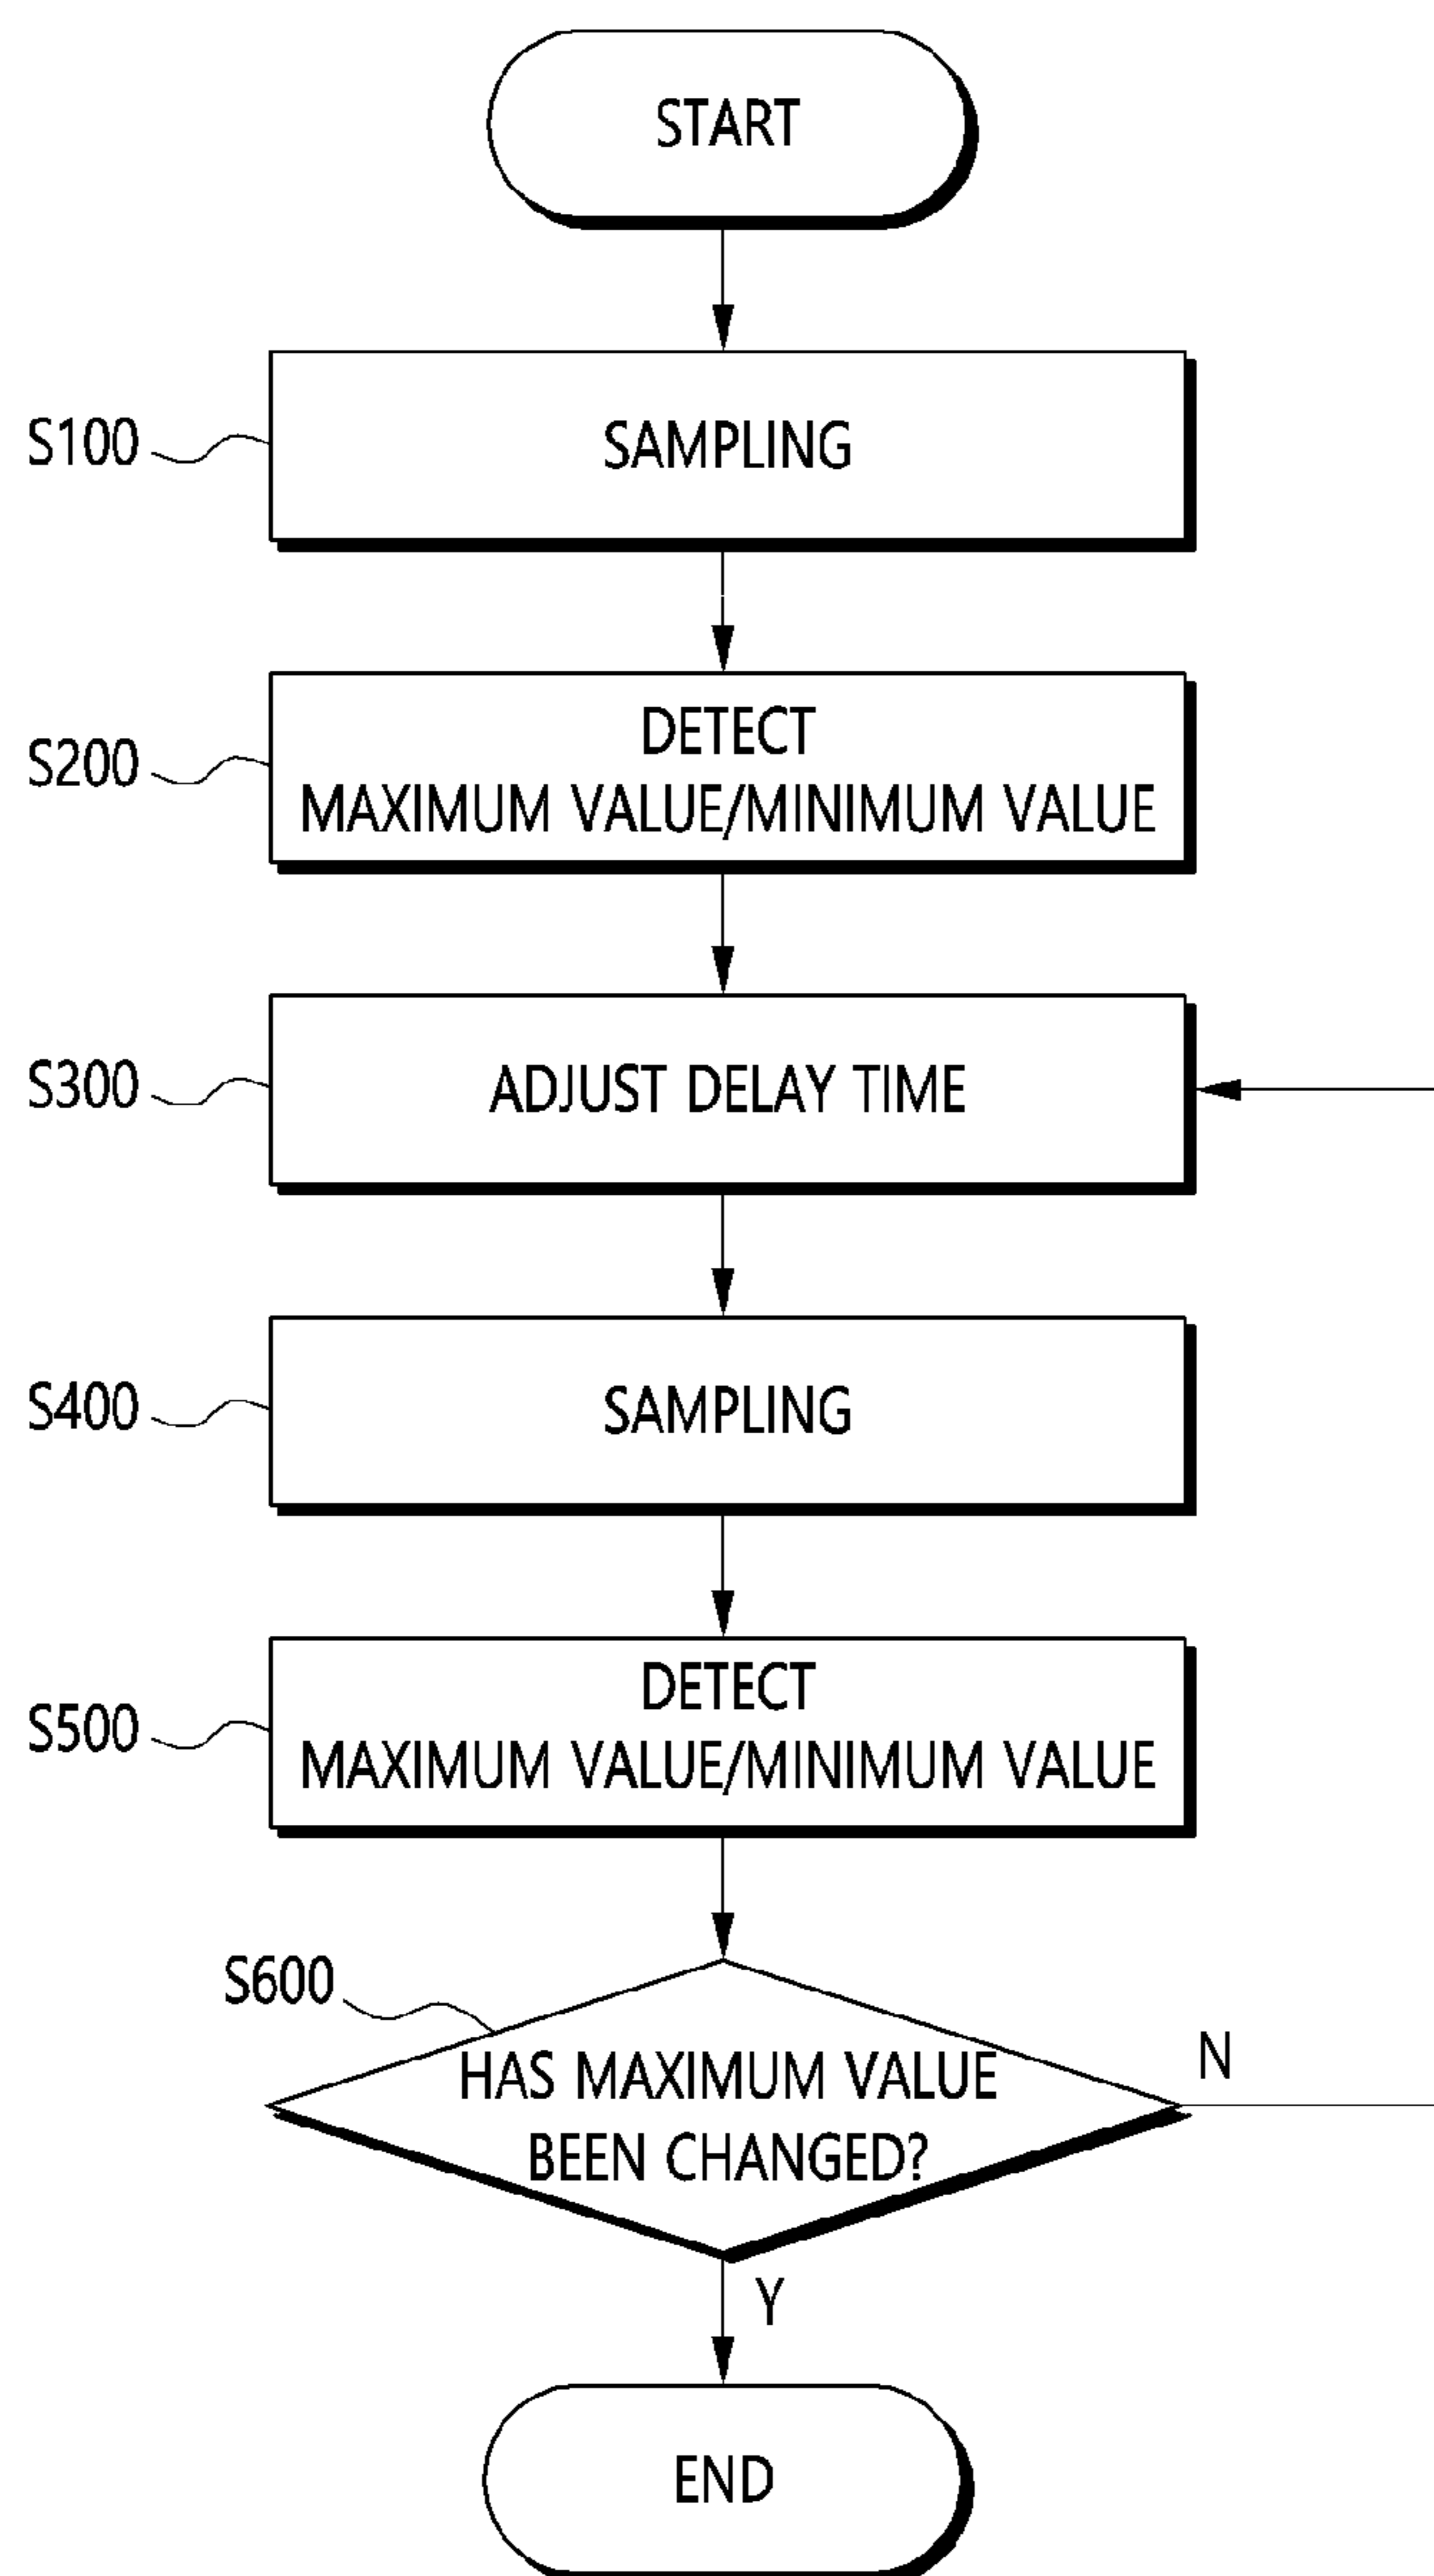 START
S100
SAMPLING
S200
DETECT
MAXIMUM VALUE/MINIMUM VALUE
S300
ADJUST DELAY TIME
S400
SAMPLING
S500
DETECT
MAXIMUM VALUE/MINIMUM VALUE
S600
HAS MAXIMUM VALUE
BEEN CHANGED?
N
Y
END